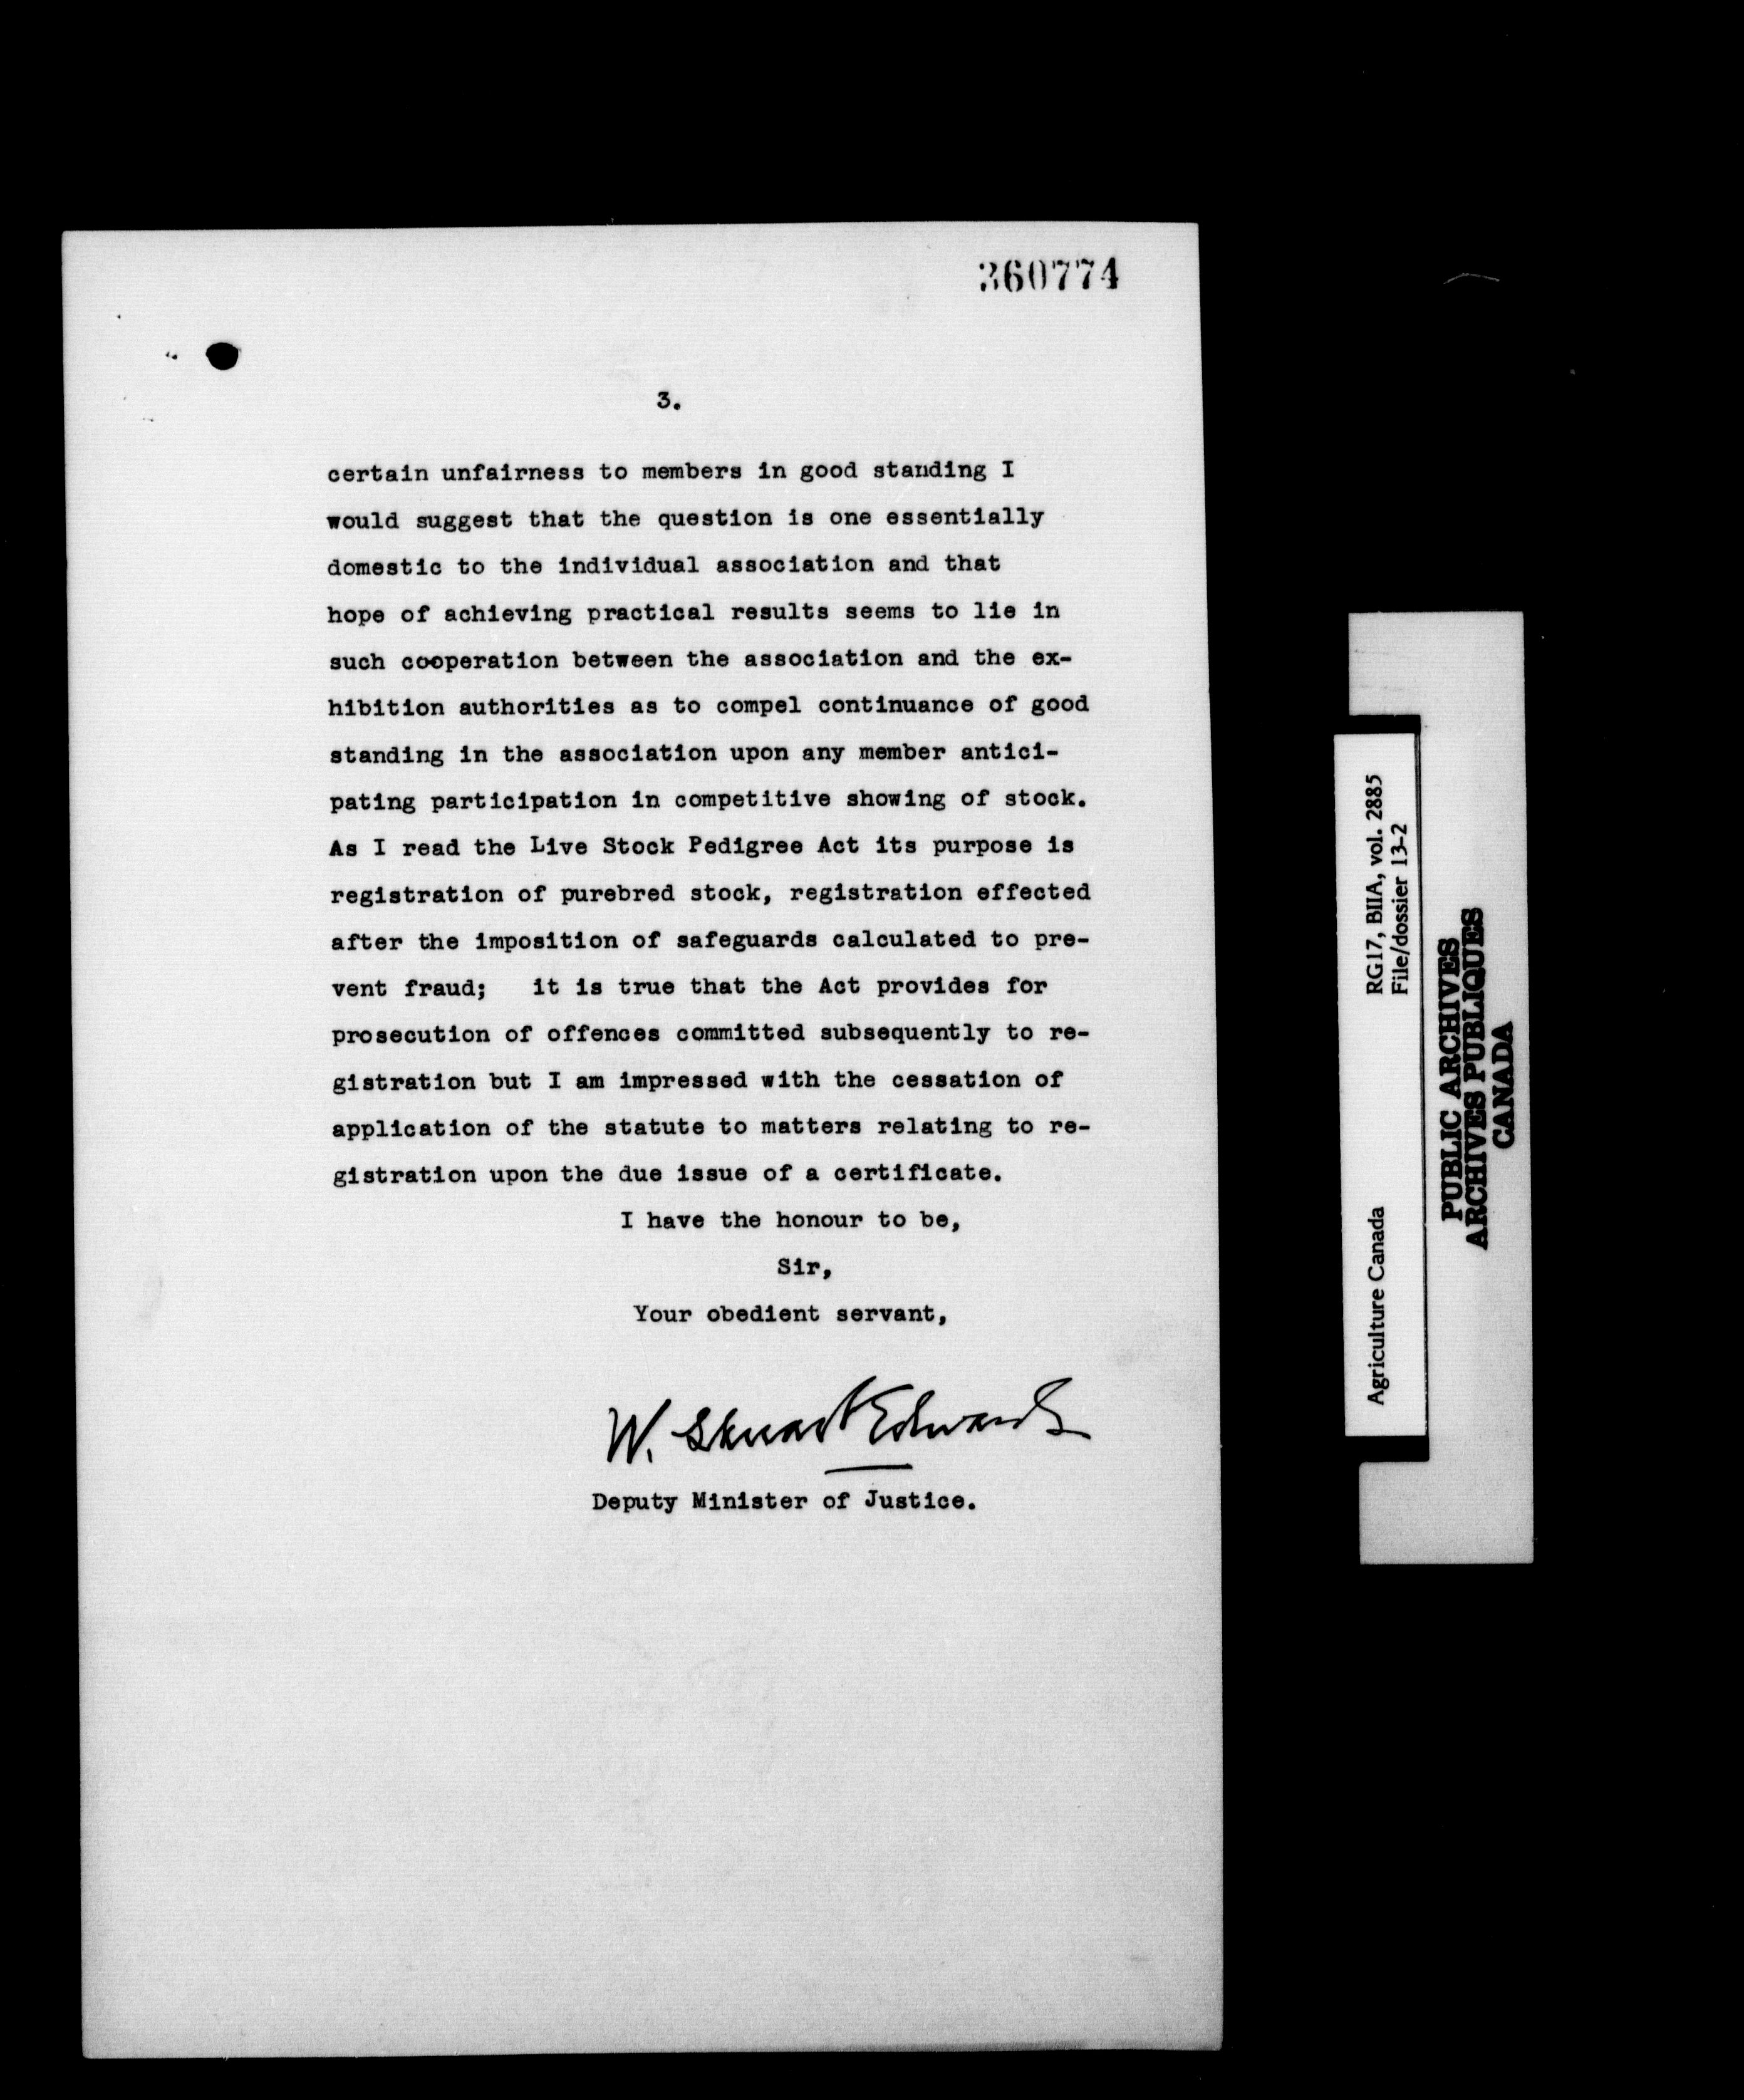 360774
3.
certain unfairness to members in good standing I
would suggest that the question is one essentially
domestic to the individual association and that
hope of achieving practical results seems to lie in
such cooperation between the association and the ex-
hibition authorities as to compel continuance of good
standing in the association upon any member antici-
pating participation in competitive showing of stock.
As I read the Live Stock Pedigree Act its purpose is
registration of purebred stock, registration effected
after the imposition of safeguards calculated to pre-
vent fraud;   it is true that the Act provides for
prosecution of offences committed subsequently to re-
gistration but I am impressed with the cessation of
application of the statute to matters relating to re-
gistration upon the due issue of a certificate.
I have the honour to be,
Sir,
Your obedient servant,
W. Stuart Edwards
Deputy Minister of Justice.
Agriculture Canada
RG17, BIIA, vol. 2885
File/dossier 13-2
PUBLIC ARCHIVES
ARCHIVES PUBLIQUES
CANADA